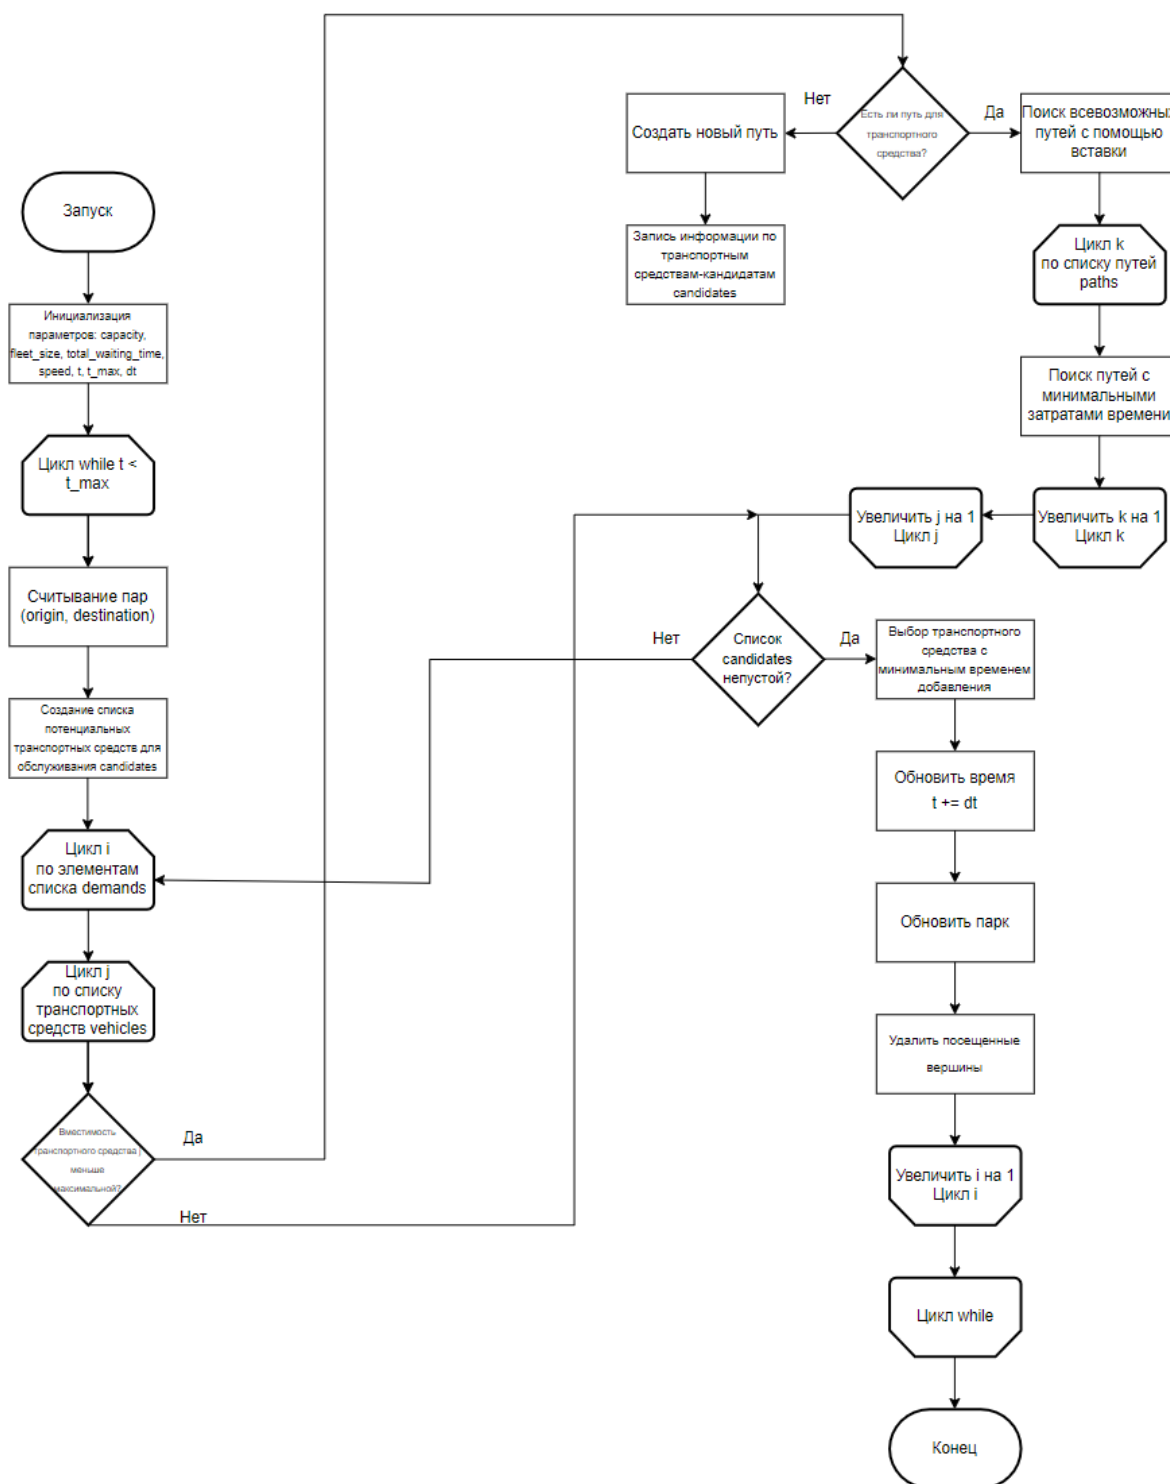 Запуск
Инициализация
параметров: capacity,
fleet_size, total_waiting_time,
speed, t, t_max, dt
Цикл while t <
t_max
Считывание пар
(origin, destination)
Создание списка
потенциальных
транспортных средств для
обслуживания candidates
Цикл i
по элементам
списка demands
Цикл j
по списку
транспортных
средств vehicles
Вместимость
транспортного средства j
меньше
максимальной?
Да
Нет
Есть ли путь для
транспортного
средства?
Нет
Да
Создать новый путь
Запись информации по
транспортным
средствам-кандидатам
candidates
Поиск всевозможных
путей с помощью
вставки
Цикл k
по списку путей
paths
Поиск путей с
минимальными
затратами времени
Увеличить k на 1
Цикл k
Увеличить j на 1
Цикл j
Список
candidates
непустой?
Нет
Да
Выбор транспортного
средства с
минимальным временем
добавления
Обновить время
t += dt
Обновить парк
Удалить посещенные
вершины
Увеличить i на 1
Цикл i
Цикл while
Конец